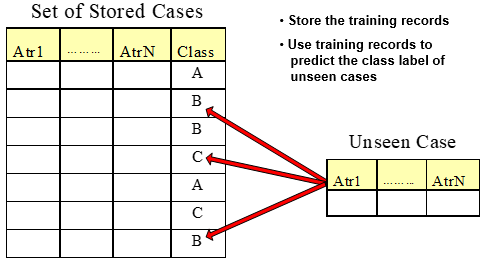 Set of Stored Cases
Atr1 ......... AtrN Class
A
B
B
C
A
C
B
• Store the training records
• Use training records to
predict the class label of
unseen cases
Unseen Case
Atr1 ......... AtrN